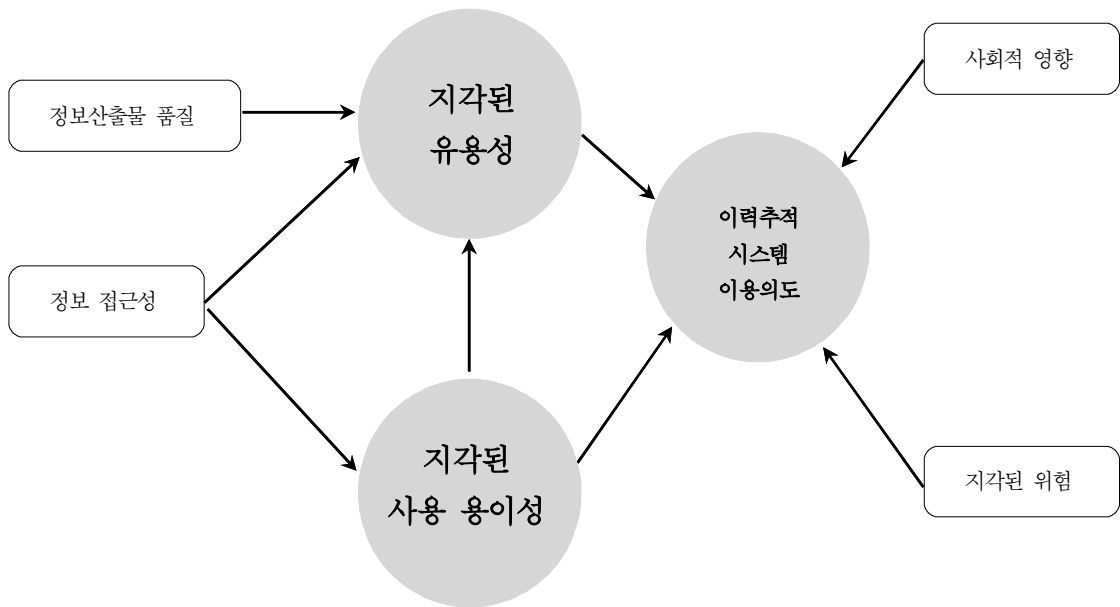 사회적 영향
정보산출물 품질
지각된
유용성
이력추적
시스템
이용의도
정보 접근성
지각된
사용 용이성
지각된 위험